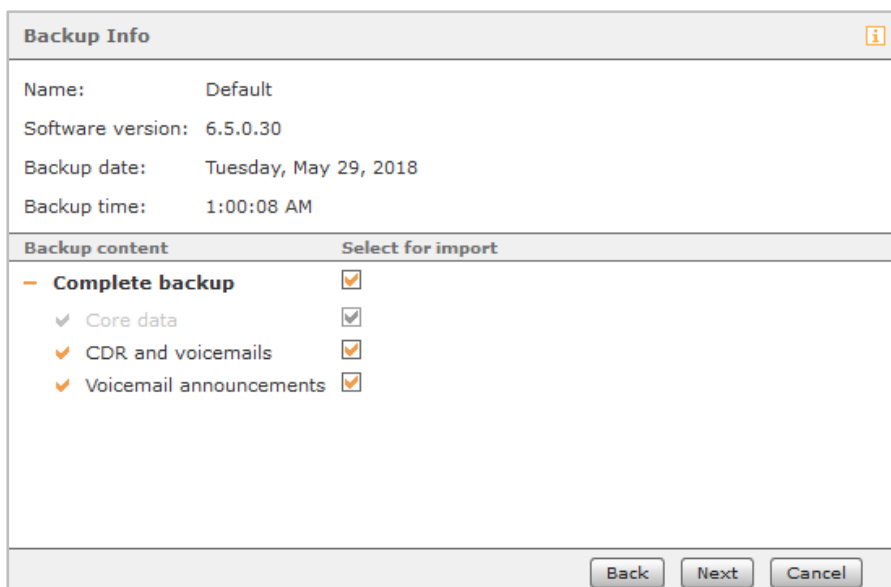 Backup Info
Name: Default
Software version: 6.5.0.30
Backup date: Tuesday, May 29, 2018
Backup time: 1:00:08 AM
Backup content Select for import
Complete backup
Core data
CDR and voicemails
Voicemail announcements
Back Next Cancel